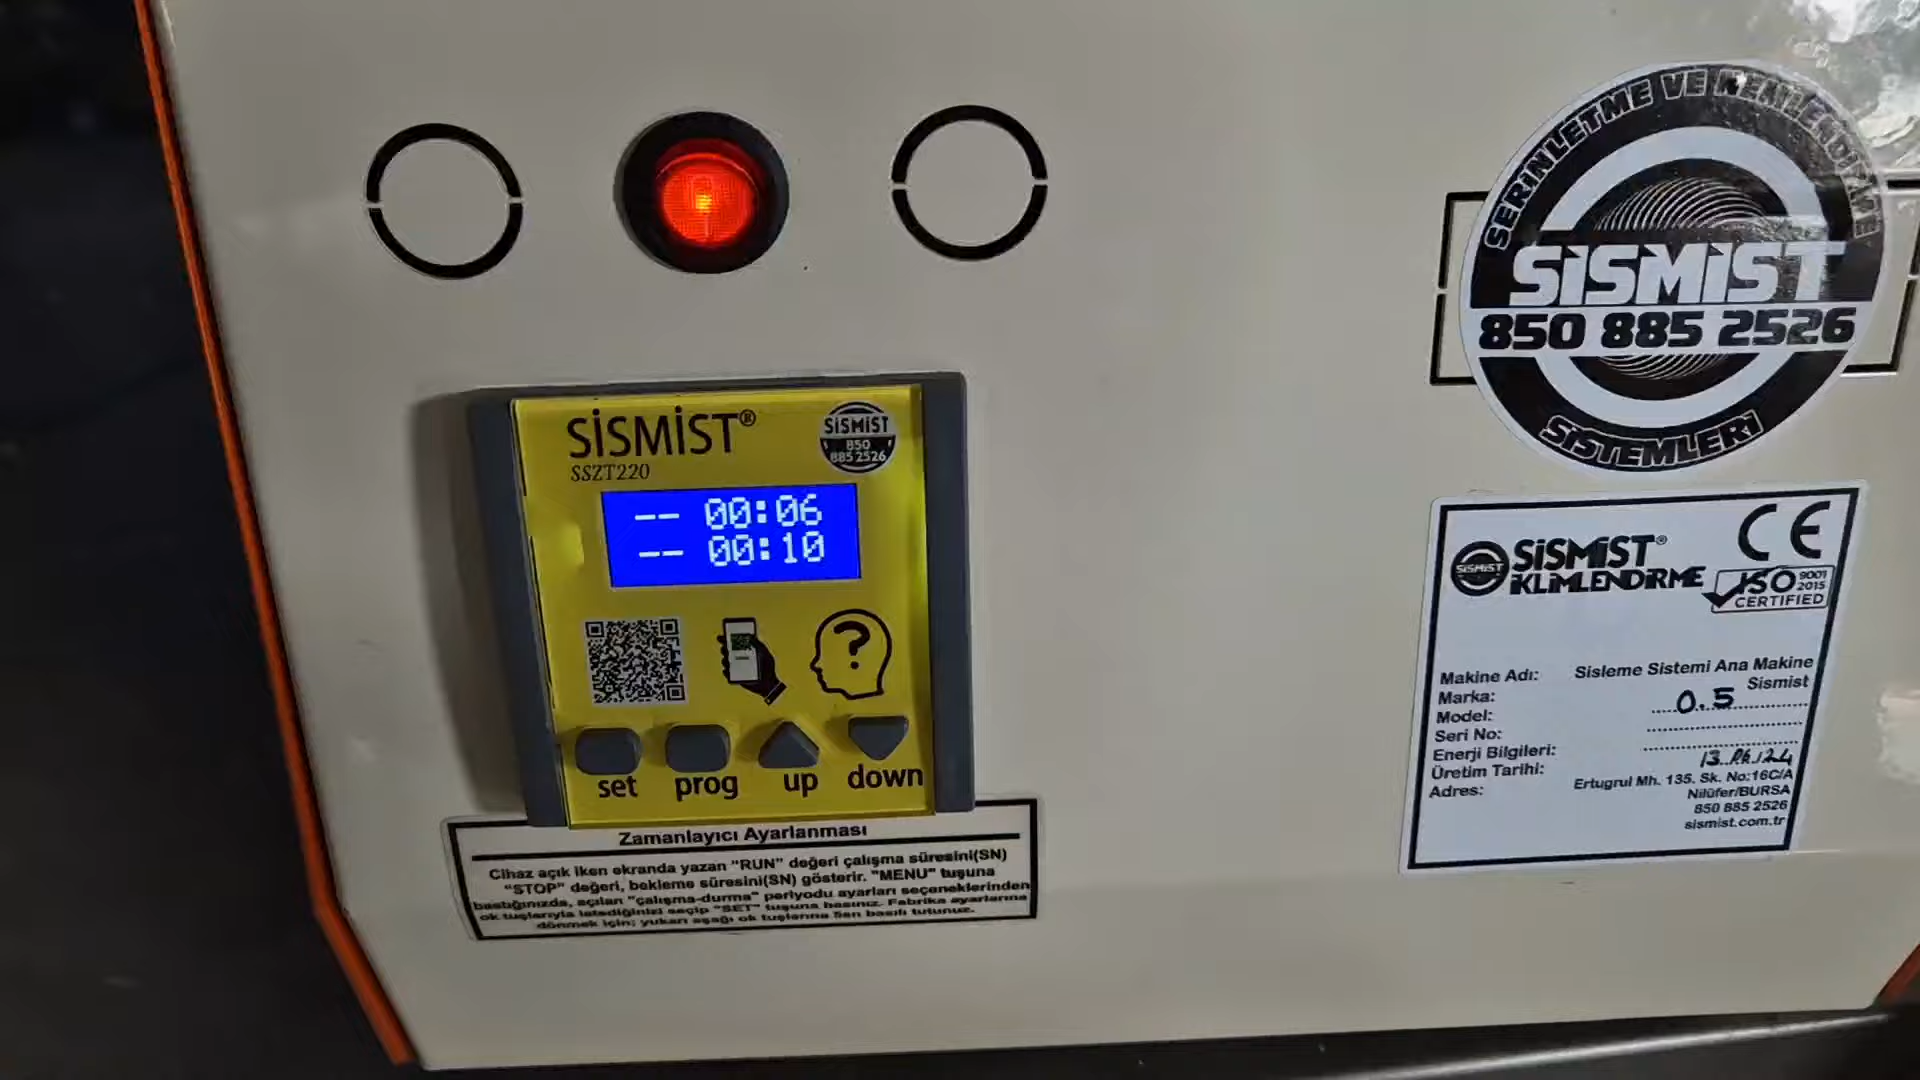 SERİNLETME VE NEMLENDİRME
SİSMİST
850 885 2526
SİSTEMLERİ
SİSMİST®
SSZT220
SİSMİST
850
885 2526
-- 00:06
-- 00:10
?
set prog up down
Zamanlayıcı Ayarlanması
Cihaz açık iken ekranda yazan "RUN" değeri çalışma süresini(SN)
"STOP" değeri, bekleme süresini(SN) gösterir. "MENU" tuşuna
bastığınızda, açılan "çalışma-durma" periyodu ayarları seçeneklerinden
ok tuşlarıyla istediğinizi seçip "SET" tuşuna basınız. Fabrika ayarlarına
dönmek için; yukarı aşağı ok tuşlarına 5sn basılı tutunuz.
CE
SİSMİST SİSMİST®
İKLİMLENDİRME
ISO 9001 2015
CERTIFIED
Makine Adı: Sisleme Sistemi Ana Makine
Marka: Sismist
Model: 0.5
Seri No:
Enerji Bilgileri:
Üretim Tarihi: 13.06.24
Adres: Ertugrul Mh. 135. Sk. No:16C/A
Nilüfer/BURSA
850 885 2526
sismist.com.tr